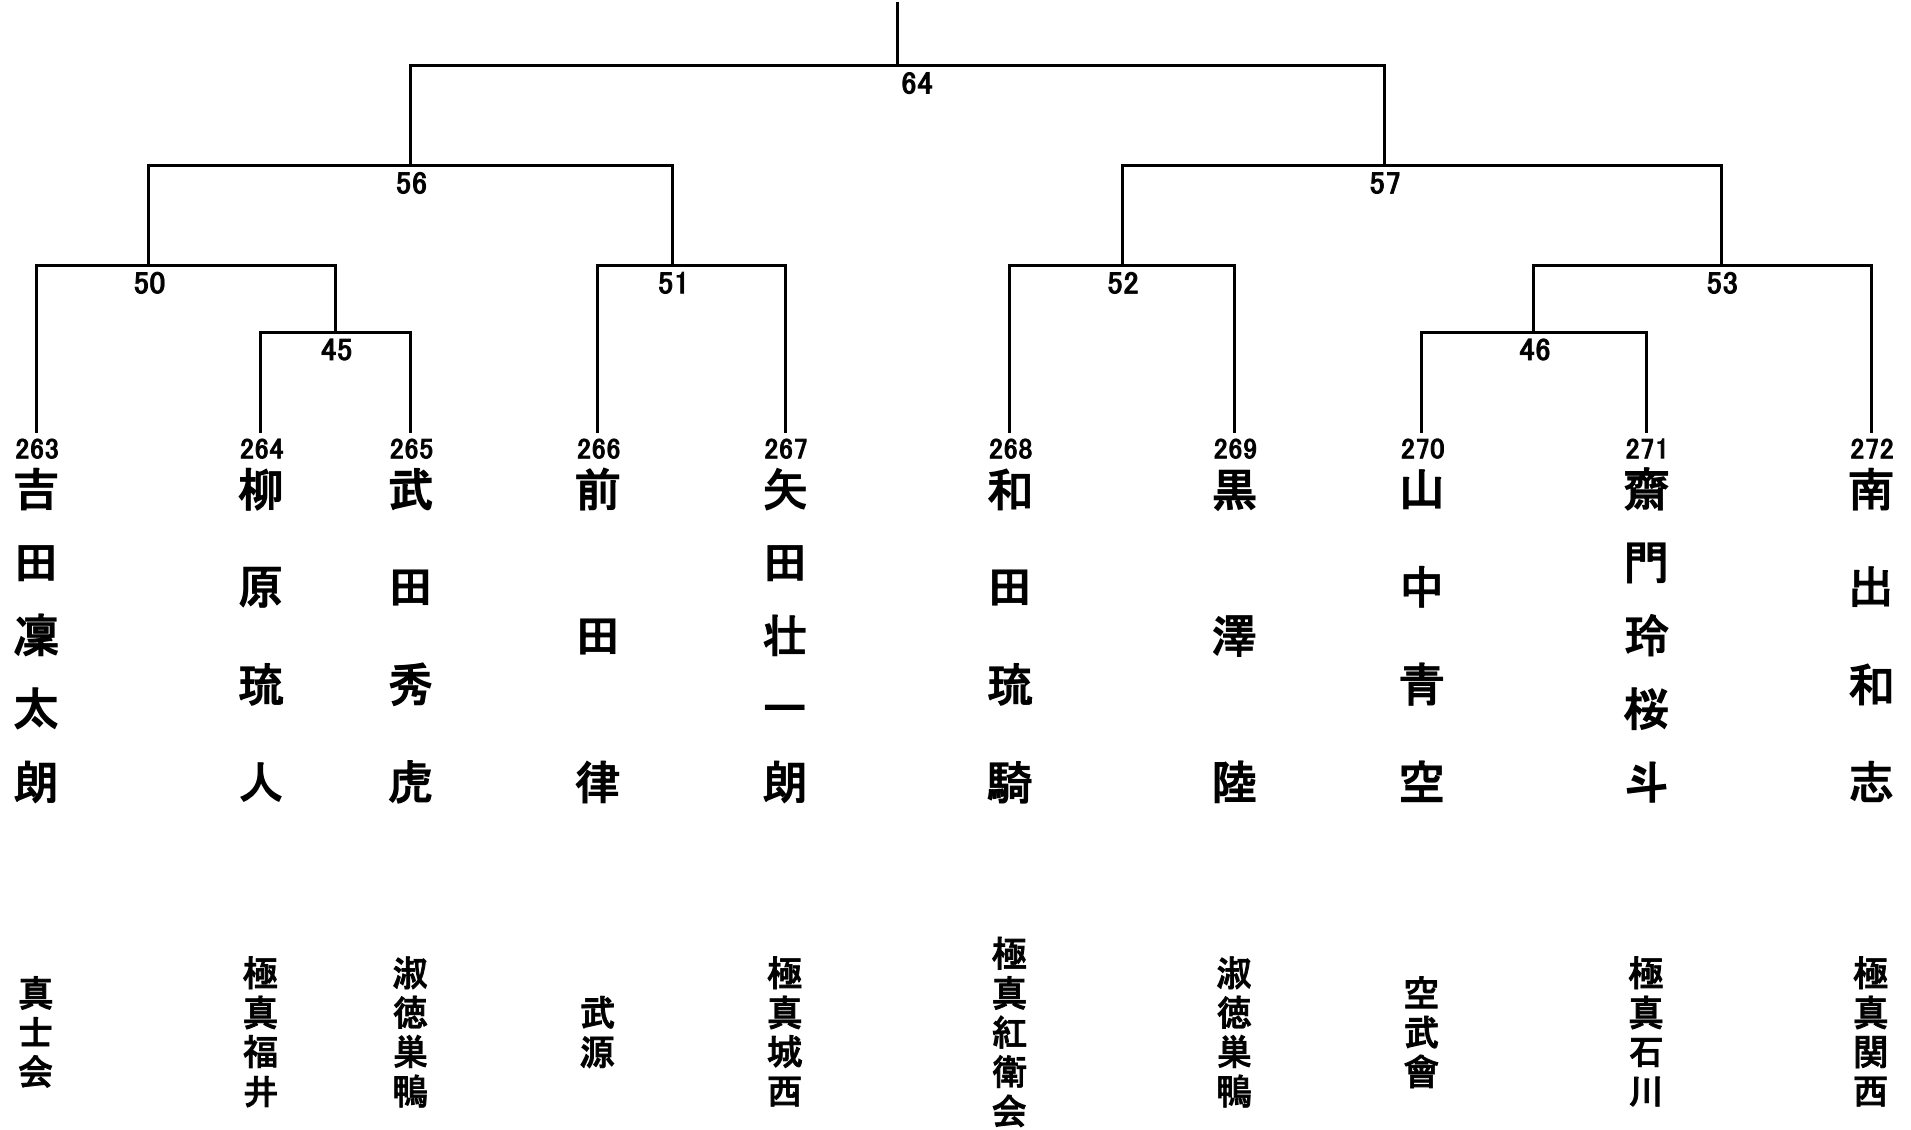 64
56
57
50
51
52
53
45
46
263
264
265
266
267
268
269
270
271
272
吉田凜太朗
柳原琉人
武田秀虎
前田律
矢田壮一朗
和田琉騎
黒澤陸
山中青空
齋門玲桜斗
南出和志
真士会
極真福井
淑徳巣鴨
武源
極真城西
極真紅衛会
淑徳巣鴨
空武會
極真石川
極真関西